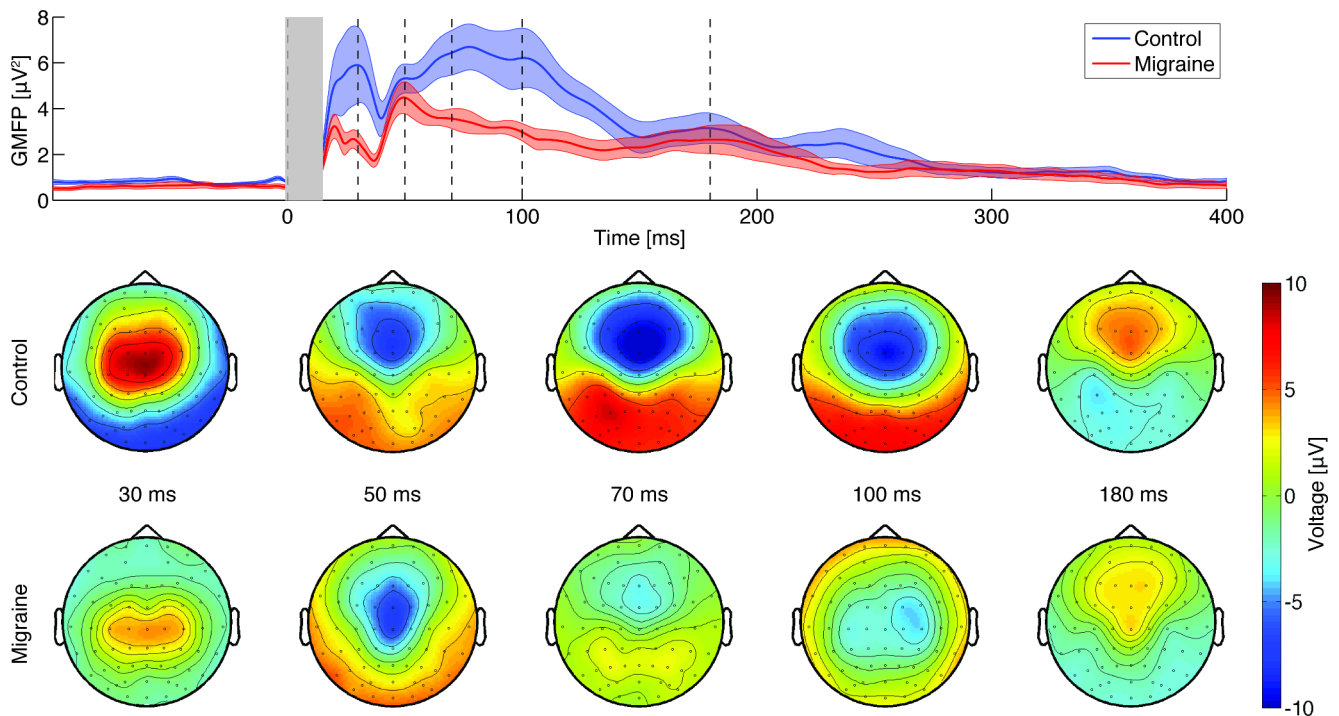 8
6
4
2
0
GMFP [µV²]
Control
Migraine
0
100
200
300
400
Time [ms]
Control
30 ms
50 ms
70 ms
100 ms
180 ms
Migraine
10
5
0
-5
-10
Voltage [µV]